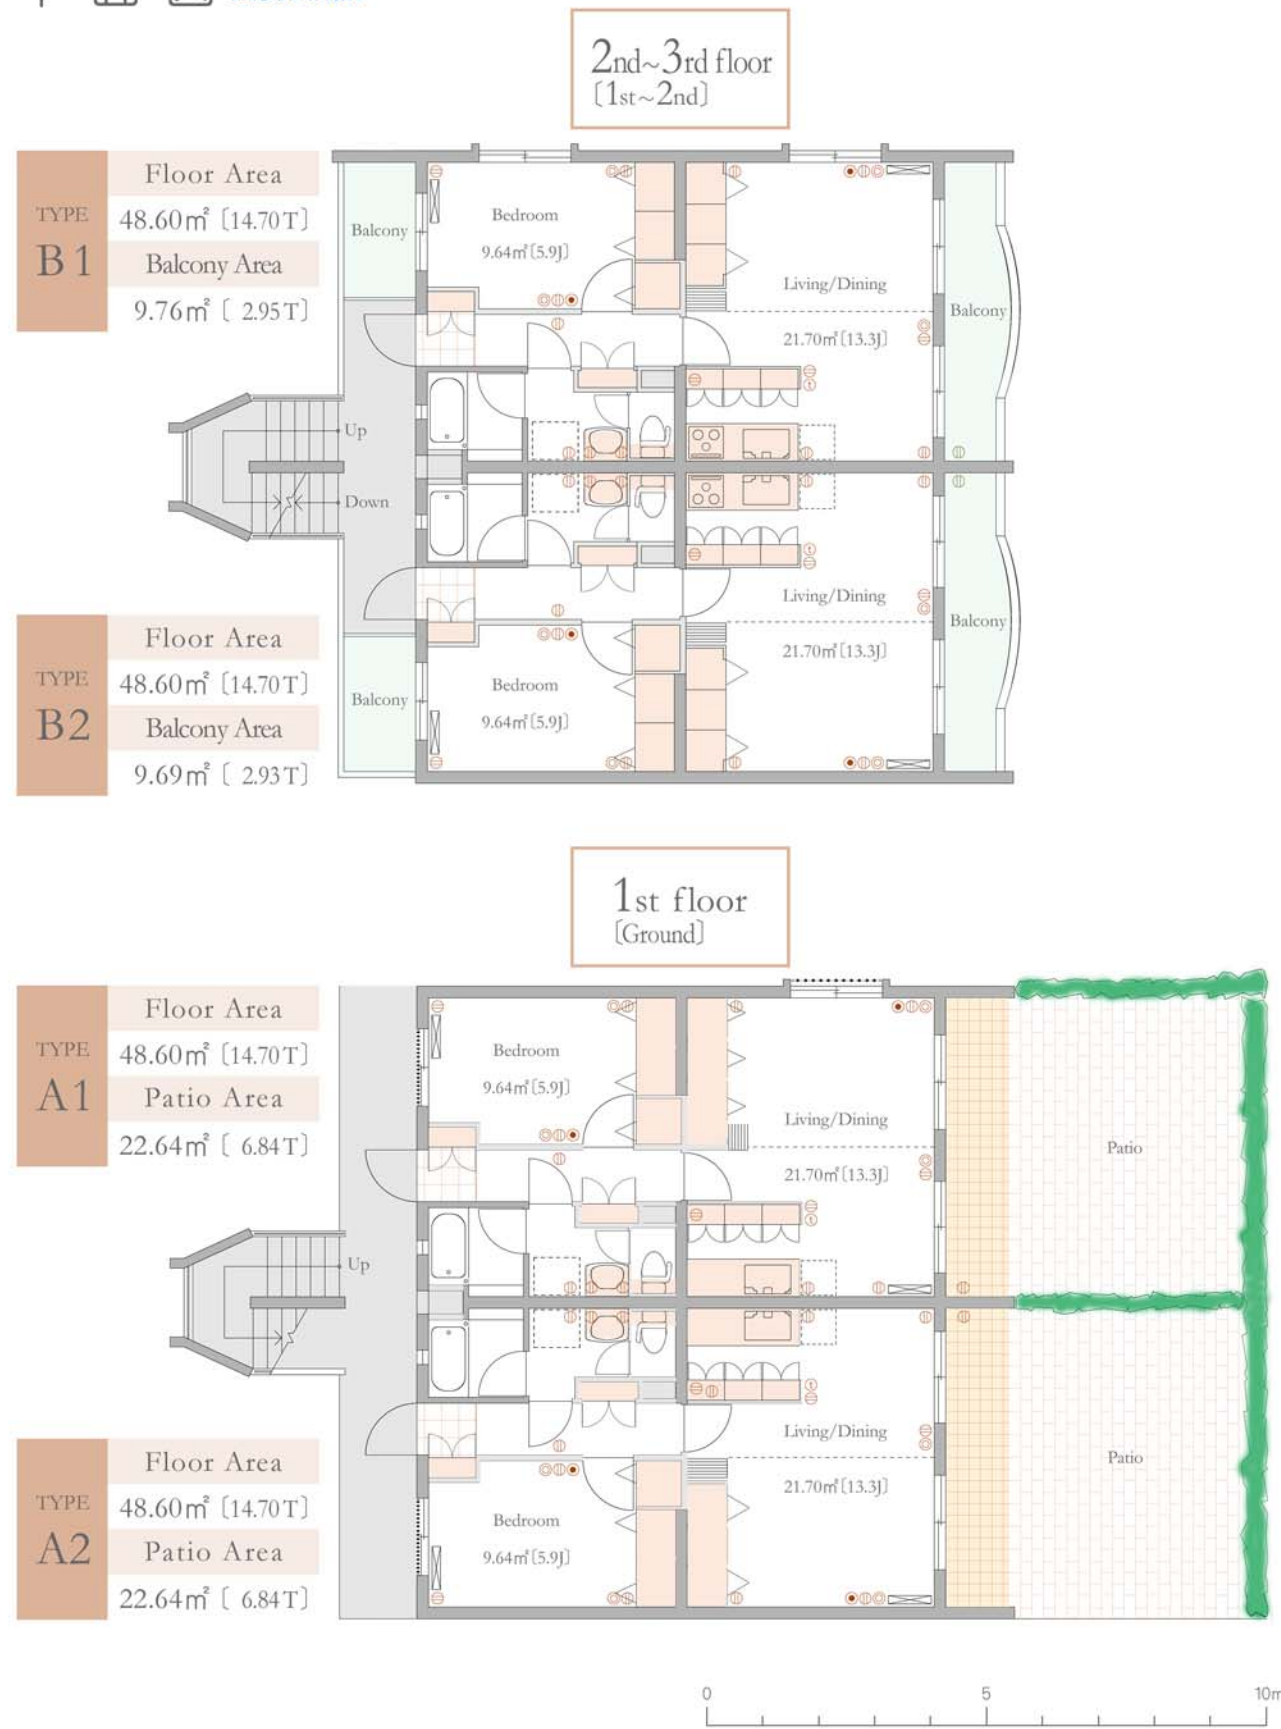 2nd~3rd floor
〔1st~2nd〕
TYPE
B1
Floor Area
48.60㎡〔14.70T〕
Balcony Area
9.76㎡〔 2.95T〕
Balcony
Bedroom
9.64㎡〔5.9J〕
Living/Dining
21.70㎡〔13.3J〕
Balcony
Up
Down
Living/Dining
21.70㎡〔13.3J〕
Balcony
Bedroom
9.64㎡〔5.9J〕
Balcony
TYPE
B2
Floor Area
48.60㎡〔14.70T〕
Balcony Area
9.69㎡〔 2.93T〕
1st floor
〔Ground〕
TYPE
A1
Floor Area
48.60㎡〔14.70T〕
Patio Area
22.64㎡〔 6.84T〕
Bedroom
9.64㎡〔5.9J〕
Living/Dining
21.70㎡〔13.3J〕
Patio
Up
Living/Dining
21.70㎡〔13.3J〕
Patio
Bedroom
9.64㎡〔5.9J〕
TYPE
A2
Floor Area
48.60㎡〔14.70T〕
Patio Area
22.64㎡〔 6.84T〕
0 5 10m